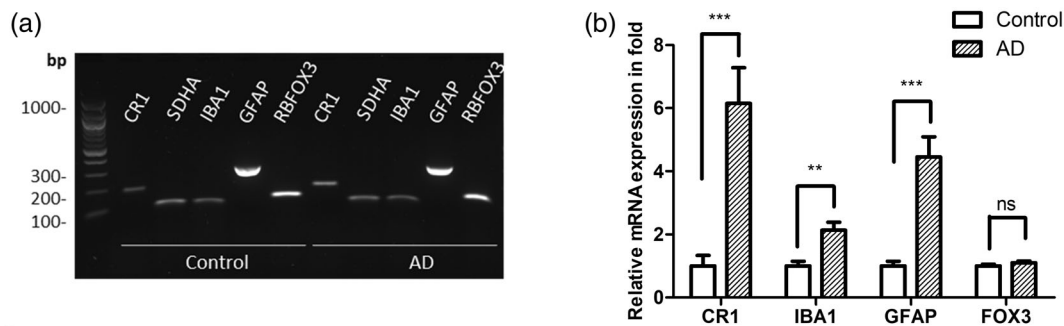 (a)
bp
1000-
300-
200-
100-
CR1
SDHA
IBA1
GFAP
RBFOX3
CR1
SDHA
IBA1
GFAP
RBFOX3
Control
AD
(b)
Control
AD
Relative mRNA expression in fold
8
6
4
2
0
***
**
***
ns
CR1
IBA1
GFAP
FOX3